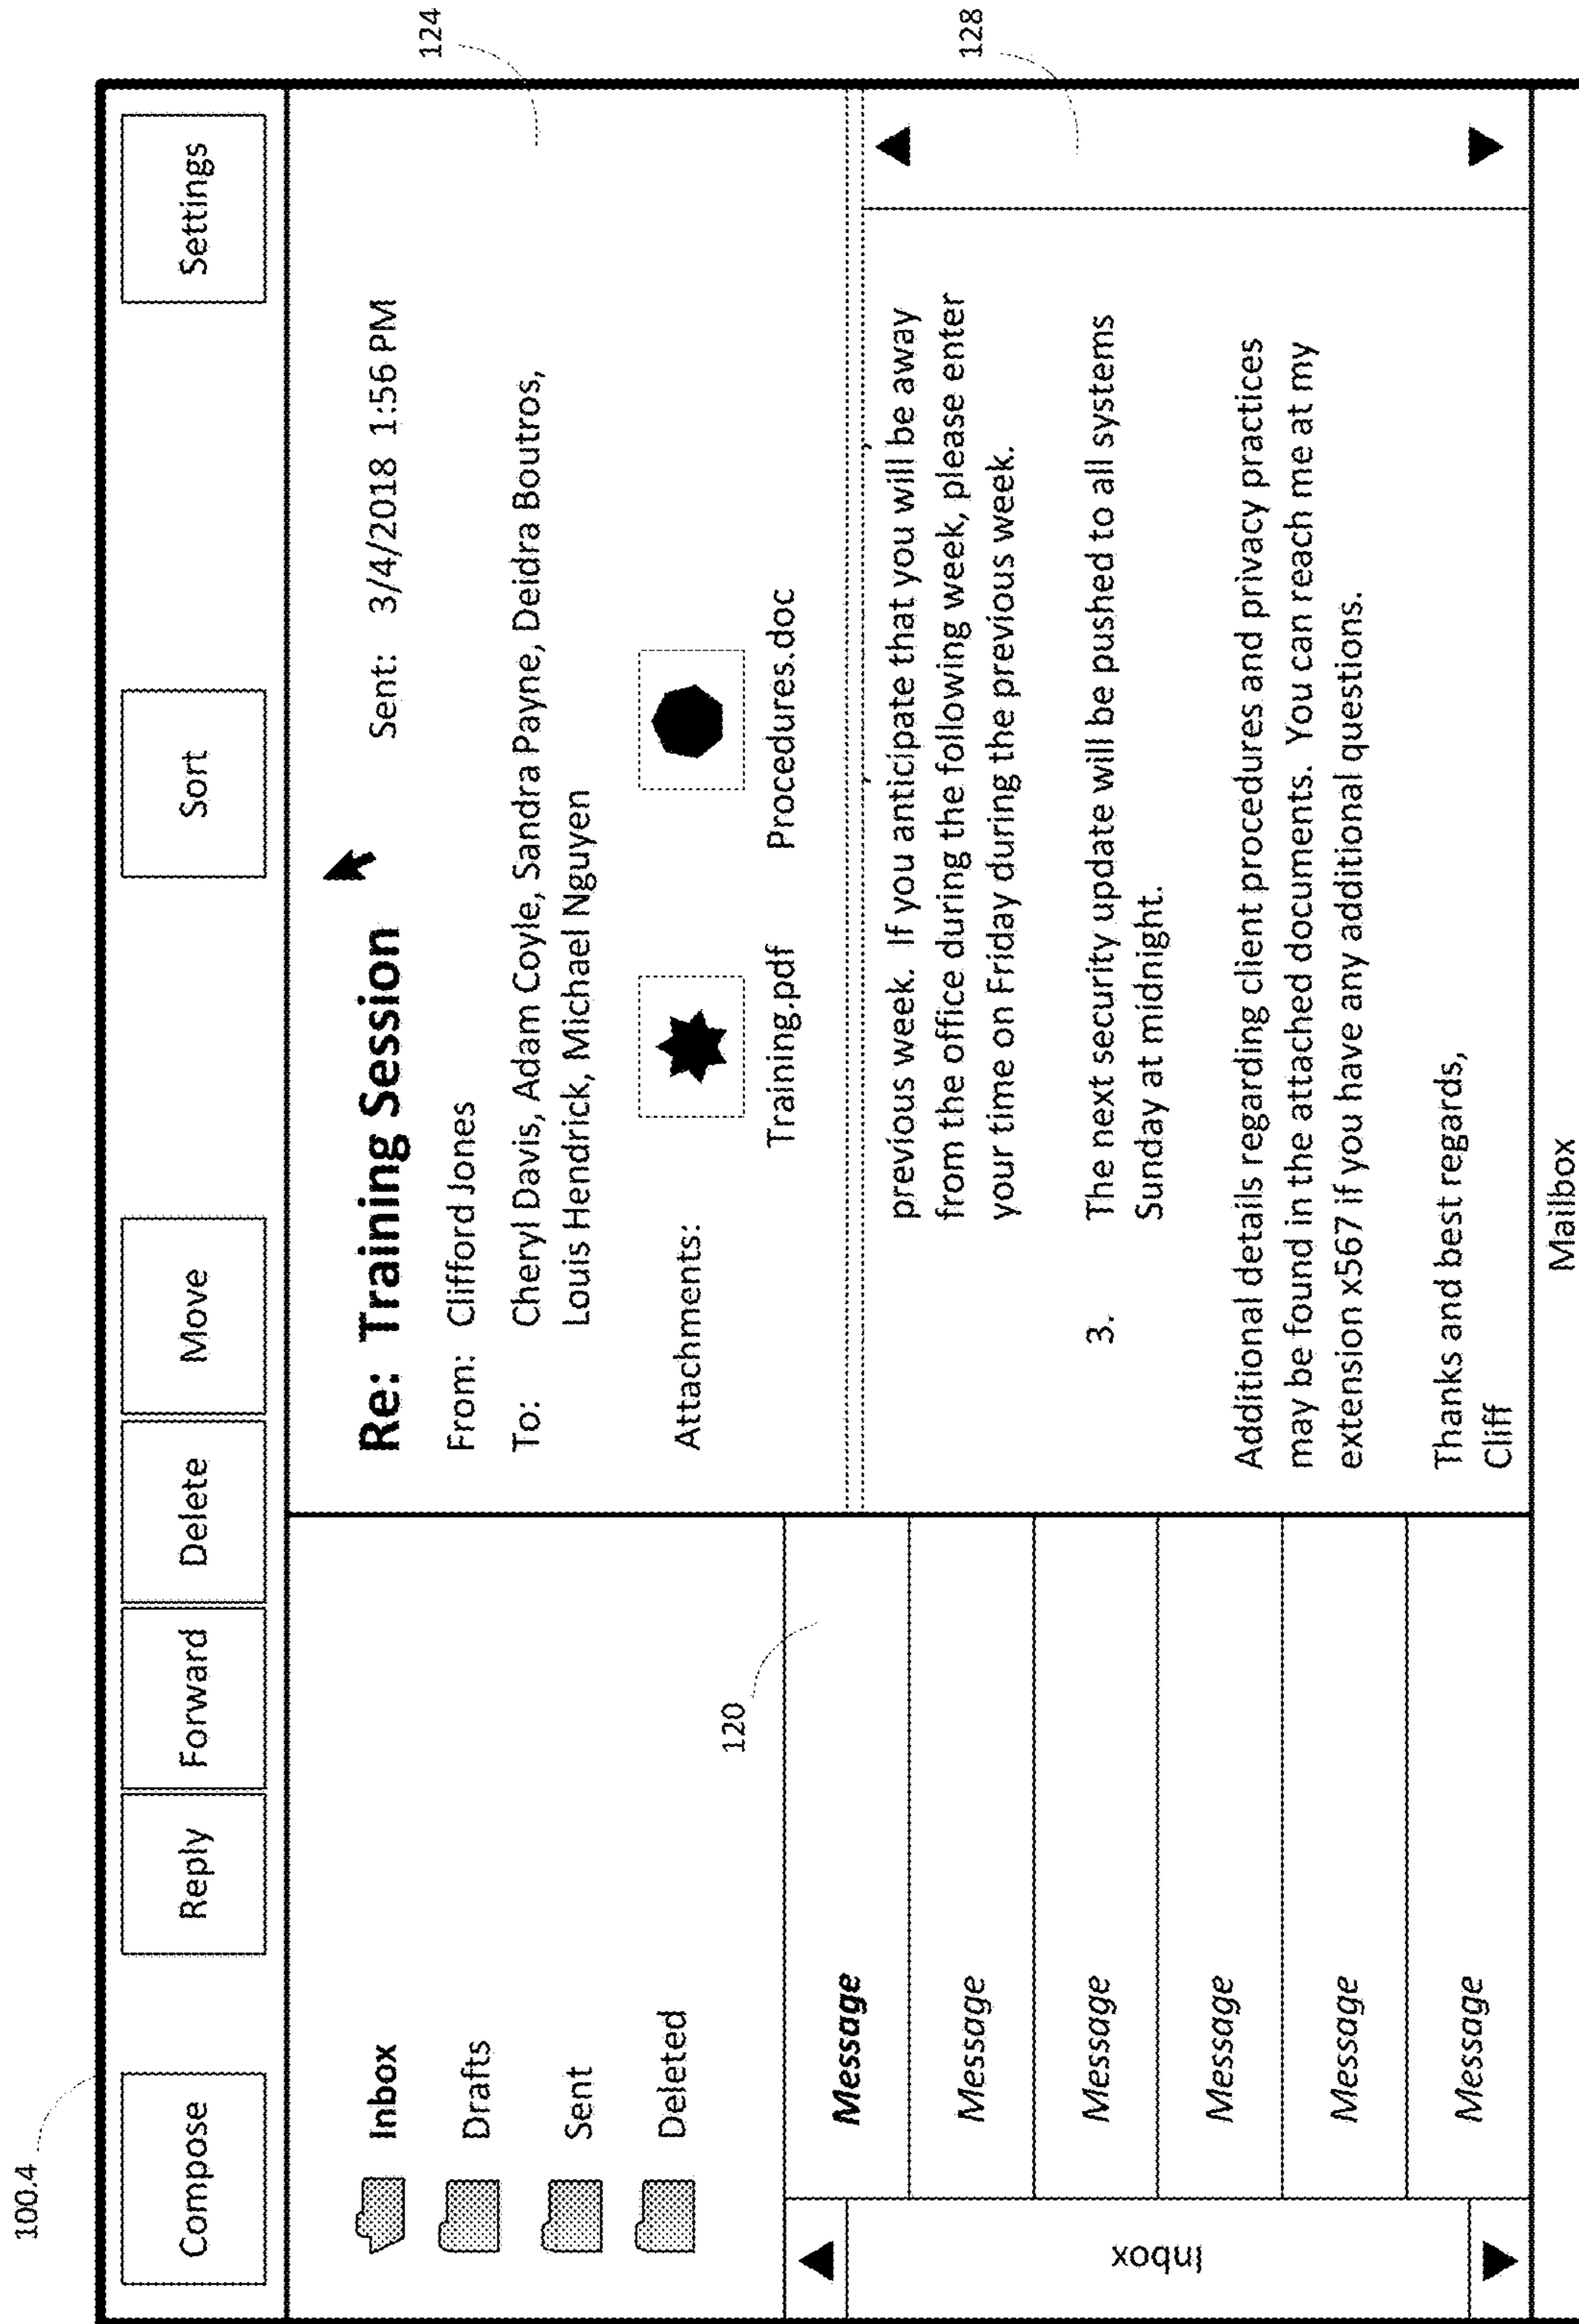 100.4
Compose
Reply
Forward
Delete
Move
Sort
Settings
Inbox
Drafts
Sent
Deleted
120
Inbox
Message
Message
Message
Message
Message
Message
Re: Training Session
Sent: 3/4/2018 1:56 PM
124
From: Clifford Jones
To: Cheryl Davis, Adam Coyle, Sandra Payne, Deidra Boutros,
Louis Hendrick, Michael Nguyen
Attachments:
Training.pdf
Procedures.doc
128
previous week. If you anticipate that you will be away
from the office during the following week, please enter
your time on Friday during the previous week.
3. The next security update will be pushed to all systems
Sunday at midnight.
Additional details regarding client procedures and privacy practices
may be found in the attached documents. You can reach me at my
extension x567 if you have any additional questions.
Thanks and best regards,
Cliff
Mailbox